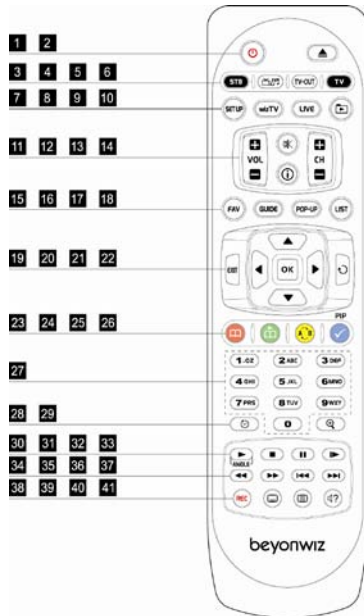 1 2
3 4 5 6
STB TV-OUT TV
7 8 9 10
SETUP wizTV LIVE
11 12 13 14
VOL CH
15 16 17 18
FAV GUIDE POP-UP LIST
19 20 21 22
EXIT OK
PIP
23 24 25 26
27
1.QZ 2ABC 3DEF
4GHI 5JKL 6MNO
7PRS 8TUV 9WXY
28 29
0
30 31 32 33
ANGLE
34 35 36 37
38 39 40 41
REC
beyonwiz